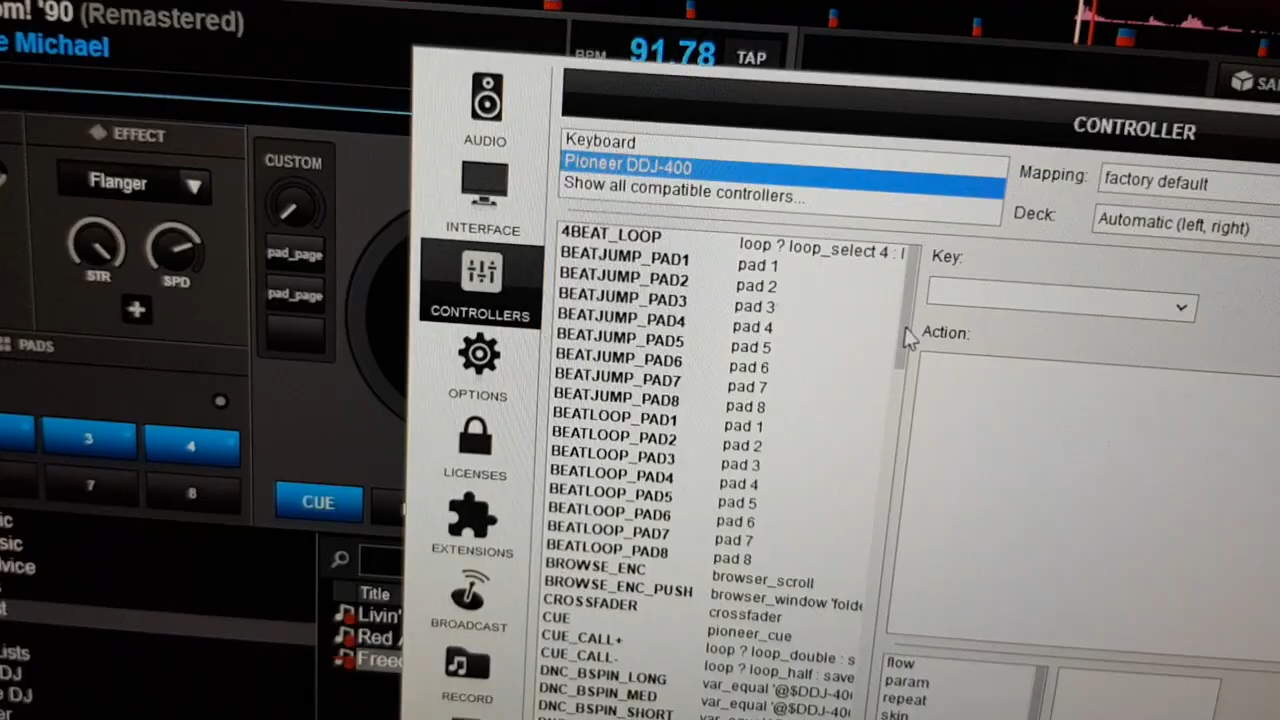 om! '90 (Remastered)
e Michael
BPM 91.78 TAP
EFFECT
Flanger
STR
SPD
CUSTOM
pad_page
pad_page
PADS
3
4
7
8
CUE
sic
vice
Lists
DJ
e DJ
Title
Livin'
Red
Freed
AUDIO
INTERFACE
CONTROLLERS
OPTIONS
LICENSES
EXTENSIONS
BROADCAST
RECORD
CONTROLLER
Keyboard
Pioneer DDJ-400
Show all compatible controllers...
Mapping: factory default
Deck: Automatic (left, right)
4BEAT_LOOP loop ? loop_select 4 : l
BEATJUMP_PAD1 pad 1
BEATJUMP_PAD2 pad 2
BEATJUMP_PAD3 pad 3
BEATJUMP_PAD4 pad 4
BEATJUMP_PAD5 pad 5
BEATJUMP_PAD6 pad 6
BEATJUMP_PAD7 pad 7
BEATJUMP_PAD8 pad 8
BEATLOOP_PAD1 pad 1
BEATLOOP_PAD2 pad 2
BEATLOOP_PAD3 pad 3
BEATLOOP_PAD4 pad 4
BEATLOOP_PAD5 pad 5
BEATLOOP_PAD6 pad 6
BEATLOOP_PAD7 pad 7
BEATLOOP_PAD8 pad 8
BROWSE_ENC browser_scroll
BROWSE_ENC_PUSH browser_window 'folde
CROSSFADER crossfader
CUE pioneer_cue
CUE_CALL+ loop ? loop_double : s
CUE_CALL- loop ? loop_half : save
DNC_BSPIN_LONG var_equal '@$DDJ-40
DNC_BSPIN_MED var_equal '@$DDJ-40
DNC_BSPIN_SHORT
Key:
Action:
flow
param
repeat
skin